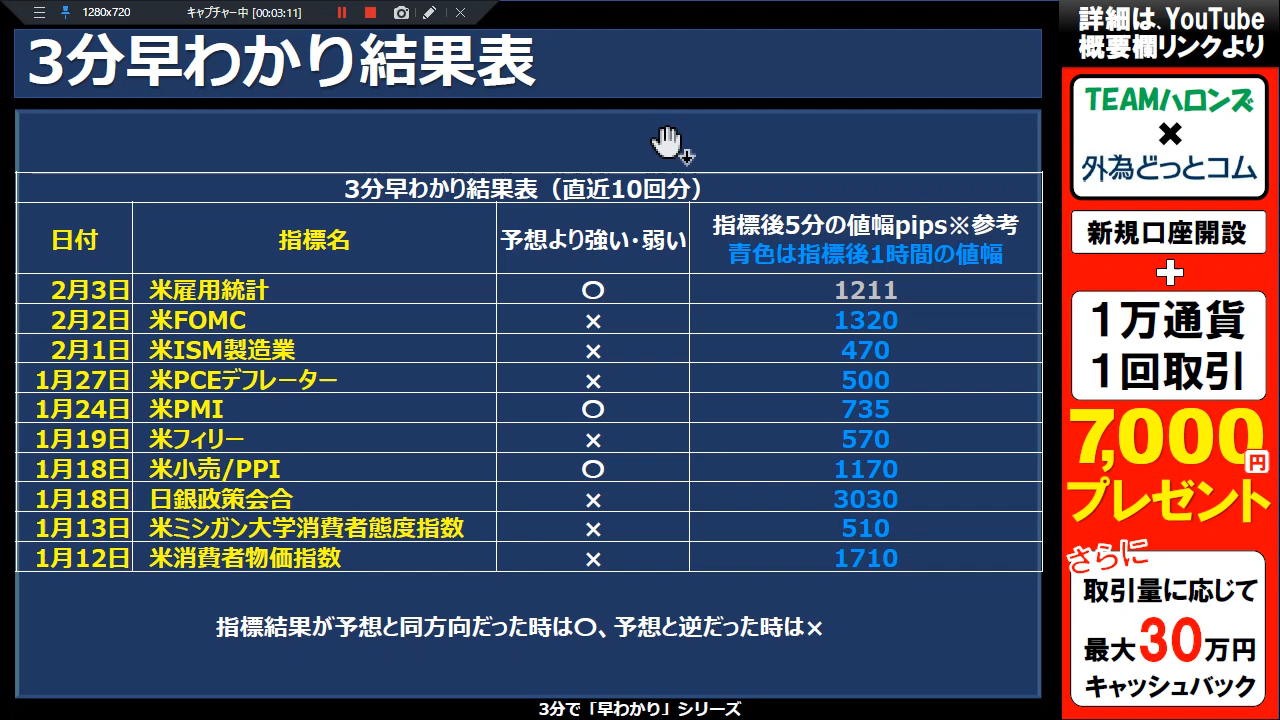 1280x720 キャプチャー中 [00:03:11]
3分早わかり結果表
3分早わかり結果表（直近10回分）
日付 指標名 予想より強い・弱い 指標後5分の値幅pips※参考
青色は指標後1時間の値幅
2月3日 米雇用統計 〇 1211
2月2日 米FOMC × 1320
2月1日 米ISM製造業 × 470
1月27日 米PCEデフレーター × 500
1月24日 米PMI 〇 735
1月19日 米フィリー × 570
1月18日 米小売/PPI 〇 1170
1月18日 日銀政策会合 × 3030
1月13日 米ミシガン大学消費者態度指数 × 510
1月12日 米消費者物価指数 × 1710
指標結果が予想と同方向だった時は〇、予想と逆だった時は×
3分で「早わかり」シリーズ
詳細は、YouTube
概要欄リンクより
TEAMハロンズ
×
外為どっとコム
新規口座開設
+
1万通貨
1回取引
7,000円
プレゼント
さらに
取引量に応じて
最大30万円
キャッシュバック